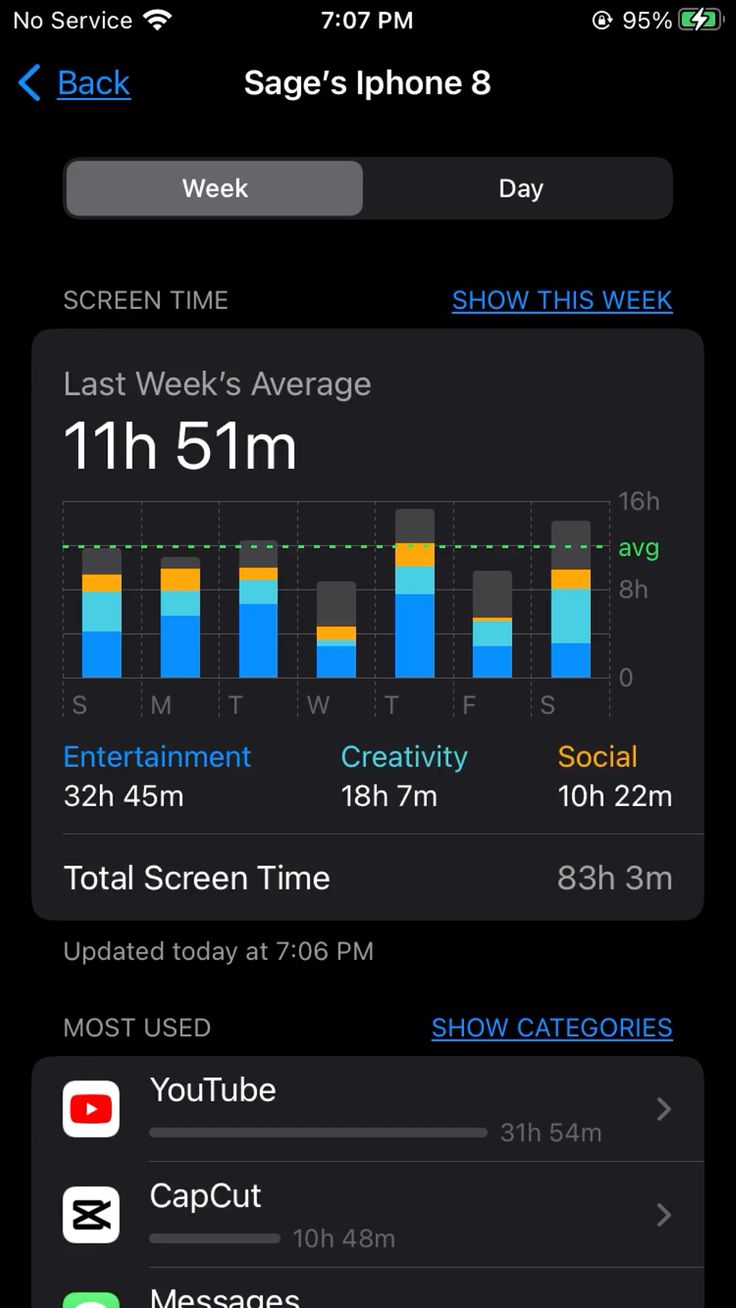 No Service 7:07 PM 95%
Back Sage’s Iphone 8
Week Day
SCREEN TIME SHOW THIS WEEK
Last Week’s Average
11h 51m
16h
avg
8h
0
S M T W T F S
Entertainment Creativity Social
32h 45m 18h 7m 10h 22m
Total Screen Time 83h 3m
Updated today at 7:06 PM
MOST USED SHOW CATEGORIES
YouTube
31h 54m
CapCut
10h 48m
Messages